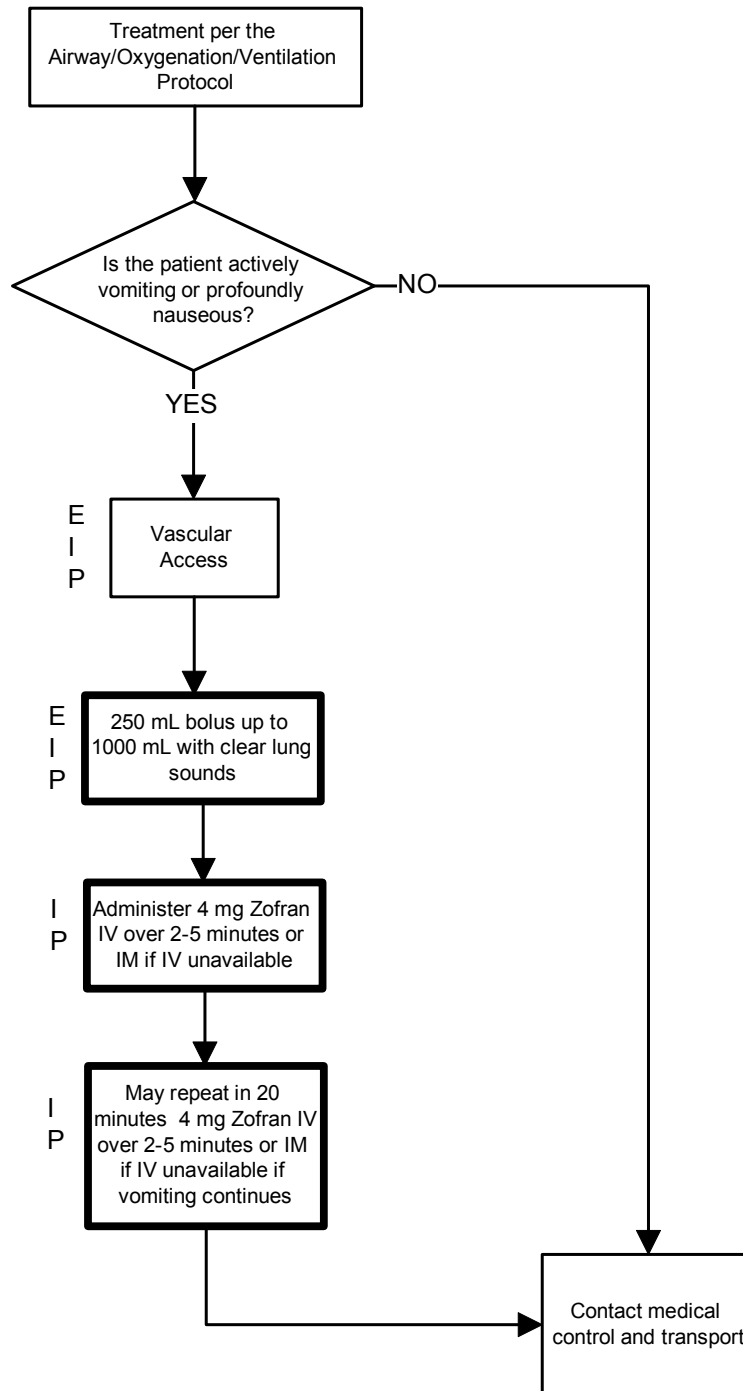 Treatment per the
Airway/Oxygenation/Ventilation
Protocol
Is the patient actively
vomiting or profoundly
nauseous?
NO
YES
E
I
P
Vascular
Access
E
I
P
250 mL bolus up to
1000 mL with clear lung
sounds
I
P
Administer 4 mg Zofran
IV over 2-5 minutes or
IM if IV unavailable
I
P
May repeat in 20
minutes 4 mg Zofran IV
over 2-5 minutes or IM
if IV unavailable if
vomiting continues
Contact medical
control and transport